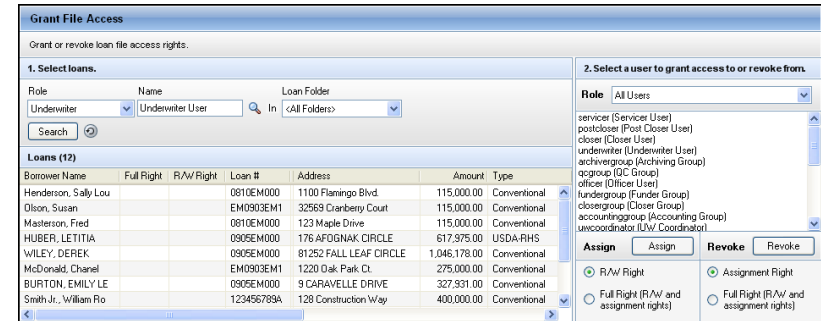 Grant File Access
Grant or revoke loan file access rights.
1. Select loans.
Role Name Loan Folder
Underwriter Underwriter User In <All Folders>
Search
Loans (12)
Borrower Name Full Right R/W Right Loan # Address Amount Type
Henderson, Sally Lou 0810EM000 1100 Flamingo Blvd. 115,000.00 Conventional
Olson, Susan EM0903EM1 32569 Cranberry Court 115,000.00 Conventional
Masterson, Fred 0810EM000 123 Maple Drive 115,000.00 Conventional
HUBER, LETITIA 0905EM000 176 AFOGNAK CIRCLE 617,975.00 USDA-RHS
WILEY, DEREK 0905EM000 81252 FALL LEAF CIRCLE 1,046,178.00 Conventional
McDonald, Chanel EM0903EM1 1220 Oak Park Ct. 275,000.00 Conventional
BURTON, EMILY LE 0905EM000 9 CARAVELLE DRIVE 327,931.00 Conventional
Smith Jr., William Ro 123456789A 128 Construction Way 400,000.00 Conventional
2. Select a user to grant access to or revoke from.
Role All Users
servicer (Servicer User)
postcloser (Post Closer User)
closer (Closer User)
underwriter (Underwriter User)
archivergroup (Archiving Group)
qcgroup (QC Group)
officer (Officer User)
fundergroup (Funder Group)
closergroup (Closer Group)
accountinggroup (Accounting Group)
uwcoordinator (UW Coordinator)
Assign Assign Revoke Revoke
R/W Right Assignment Right
Full Right (R/W and Full Right (R/W and
assignment rights) assignment rights)